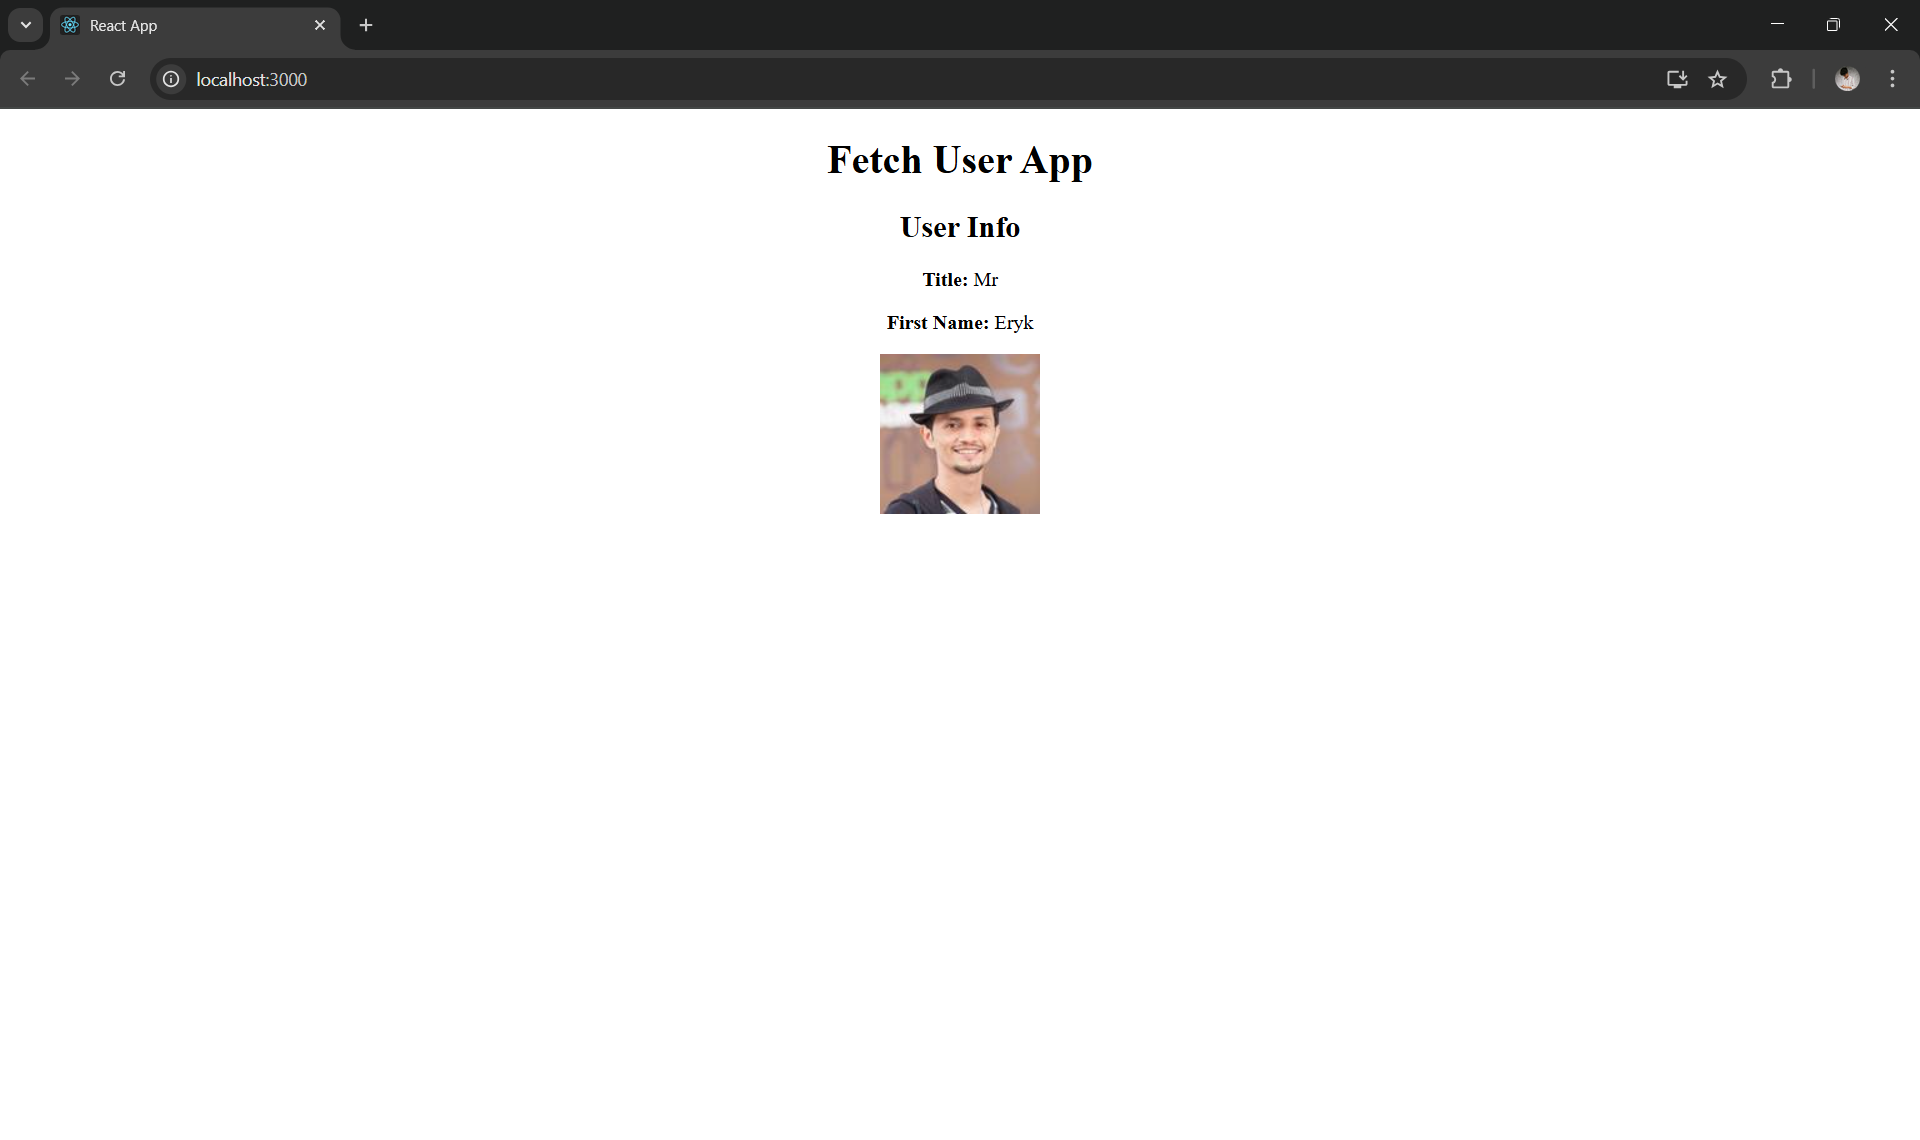 React App
localhost:3000
Fetch User App
User Info
Title: Mr
First Name: Eryk